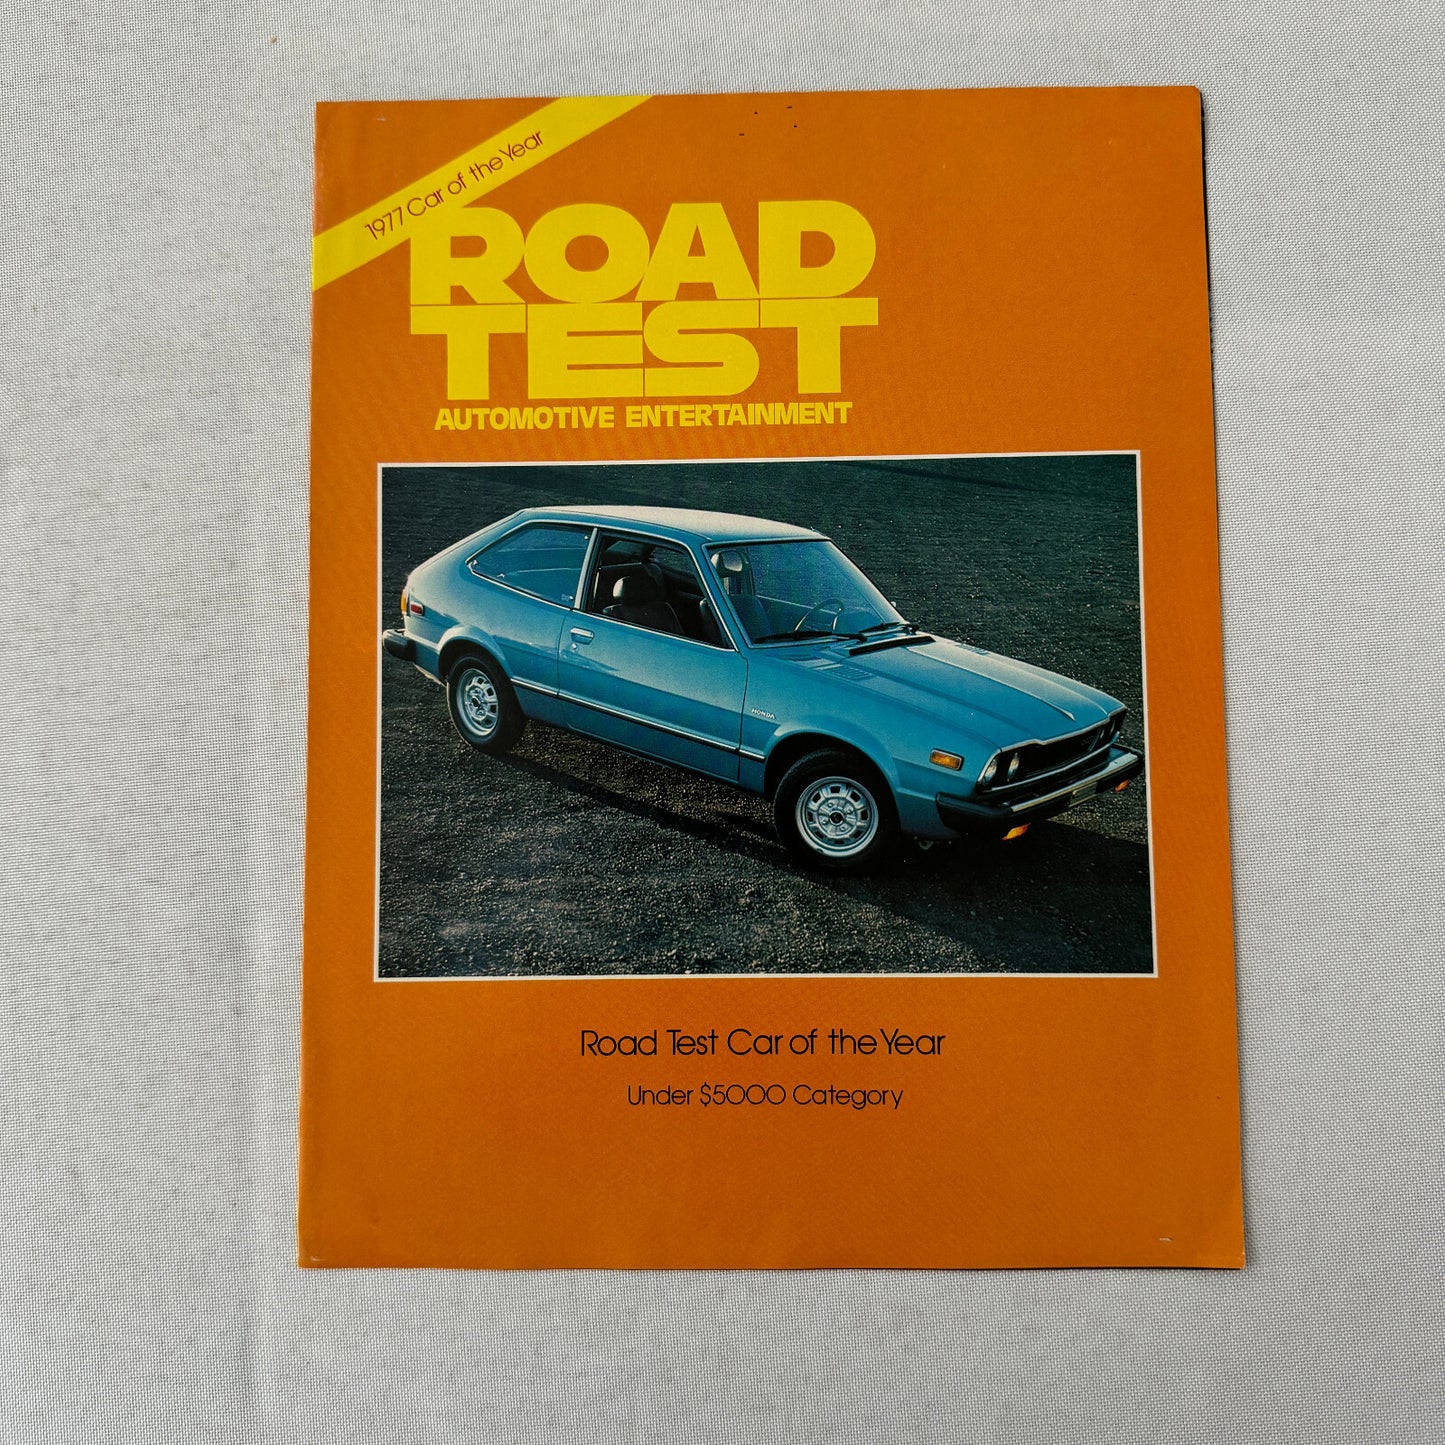 1977 Car of the Year
ROAD
TEST
AUTOMOTIVE ENTERTAINMENT
HONDA
Road Test Car of the Year
Under $5000 Category